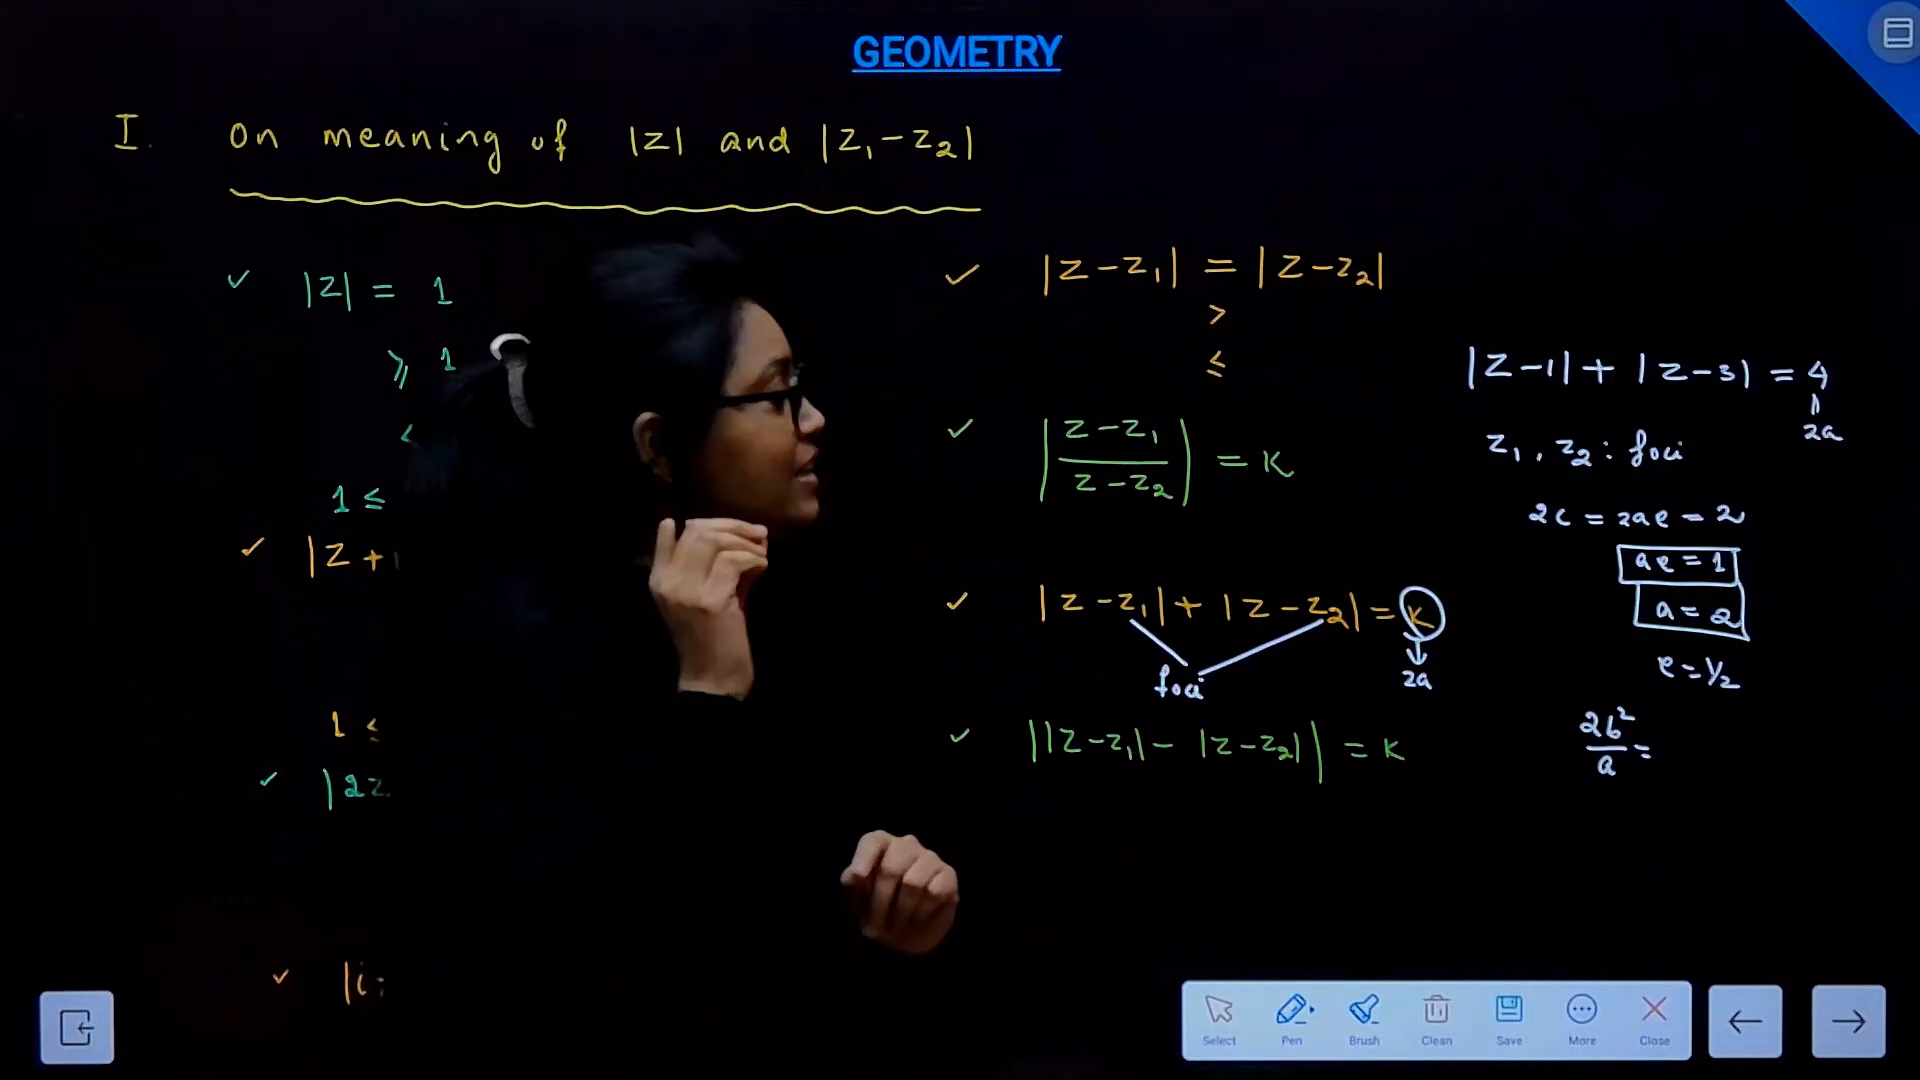 GEOMETRY
I. On meaning of |z| and |z₁-z₂|
✓ |z| = 1
⩾ 1
<
1 ≤
✓ |z +
1 ≤
✓ |2z
✓ |i
✓ |z-z₁| = |z-z₂|
>
≤
✓ |(z-z₁)/(z-z₂)| = K
✓ |z-z₁| + |z-z₂| = K
foci
2a
✓ ||z-z₁| - |z-z₂|| = K
|z-1| + |z-3| = 4
2a
z₁, z₂ : foci
2c = 2ae = 2
ae = 1
a = 2
e = 1/2
2b²/a =
Select Pen Brush Clean Save More Close